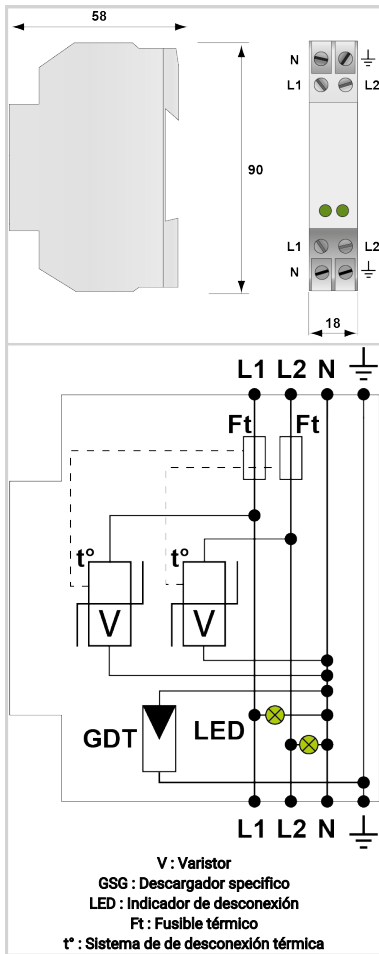 58
90
N ⏚
L1 L2
L1 L2
N ⏚
18
L1 L2 N ⏚
Ft Ft
t° t°
V V
GDT LED
L1 L2 N ⏚
V : Varistor
GSG : Descargador specifico
LED : Indicador de desconexión
Ft : Fusible térmico
t° : Sistema de de desconexión térmica